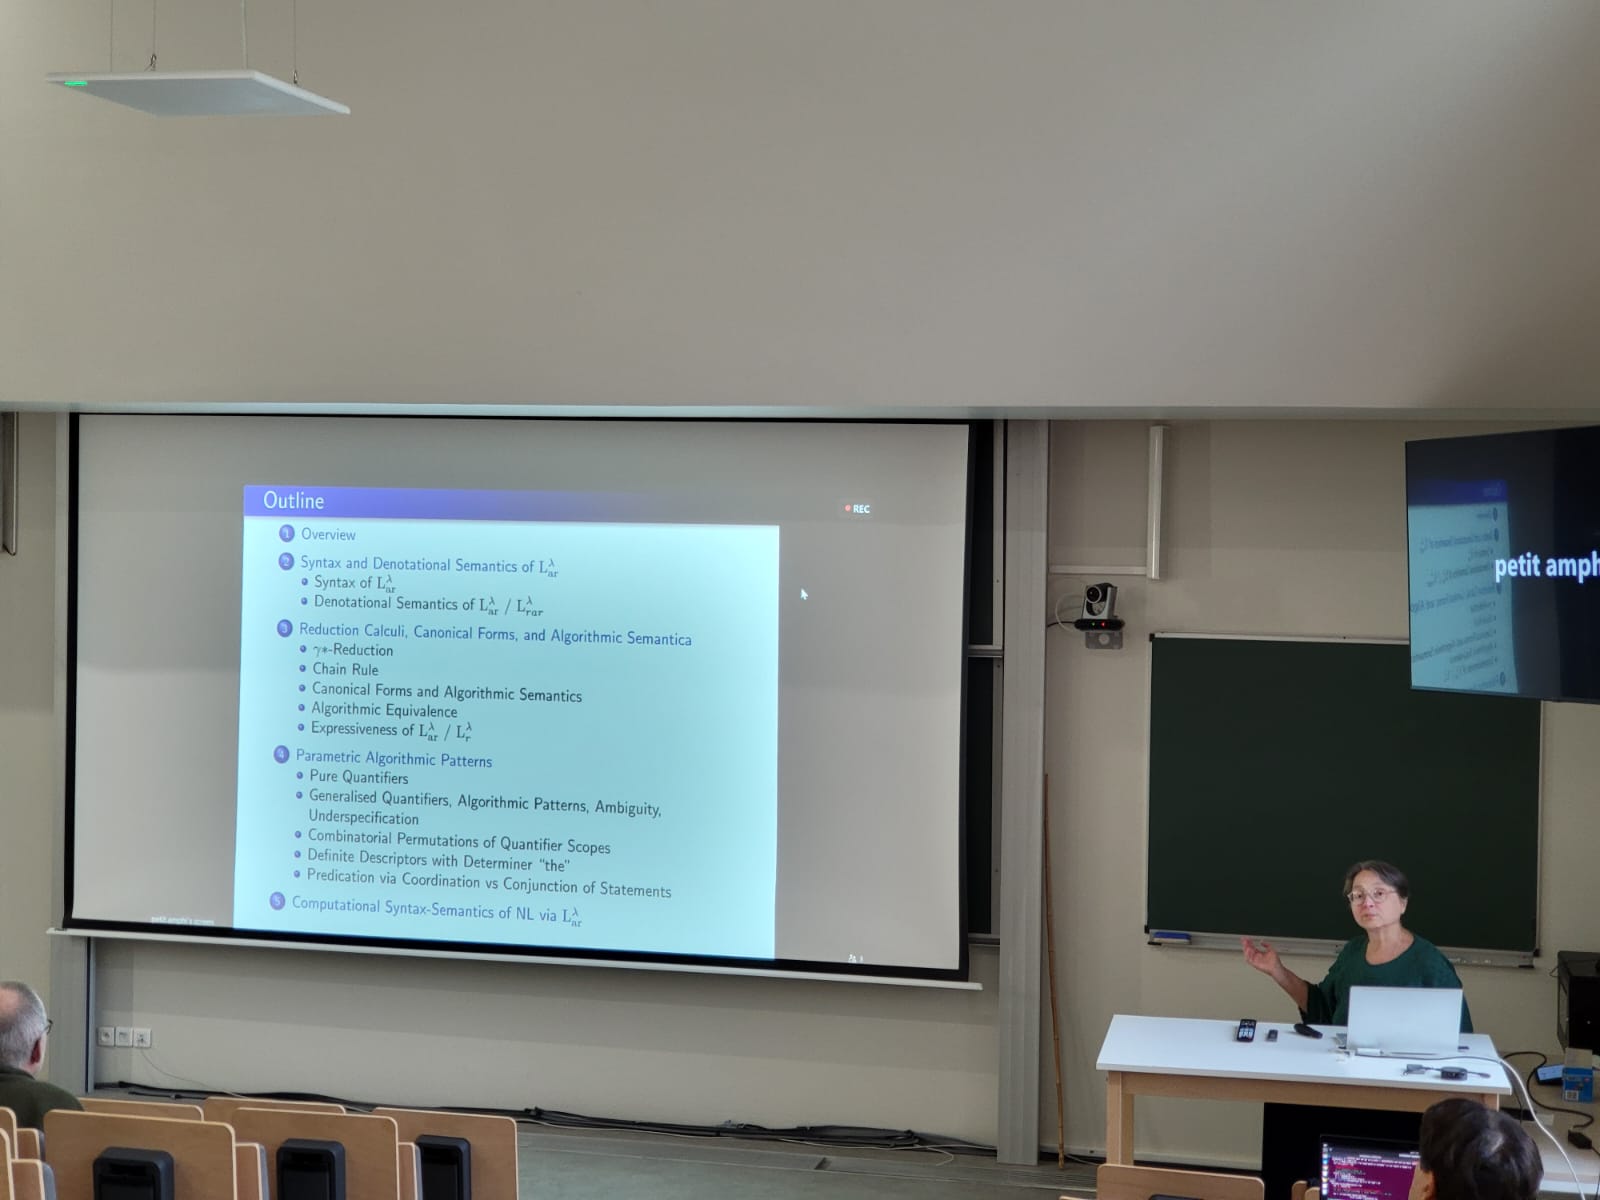 Outline
REC
1 Overview
2 Syntax and Denotational Semantics of L^λ_ar
Syntax of L^λ_ar
Denotational Semantics of L^λ_ar / L^λ_rar
3 Reduction Calculi, Canonical Forms, and Algorithmic Semantica
γ*-Reduction
Chain Rule
Canonical Forms and Algorithmic Semantics
Algorithmic Equivalence
Expressiveness of L^λ_ar / L^λ_r
4 Parametric Algorithmic Patterns
Pure Quantifiers
Generalised Quantifiers, Algorithmic Patterns, Ambiguity,
Underspecification
Combinatorial Permutations of Quantifier Scopes
Definite Descriptors with Determiner "the"
Predication via Coordination vs Conjunction of Statements
5 Computational Syntax-Semantics of NL via L^λ_ar
petit amphi's screen
petit amph